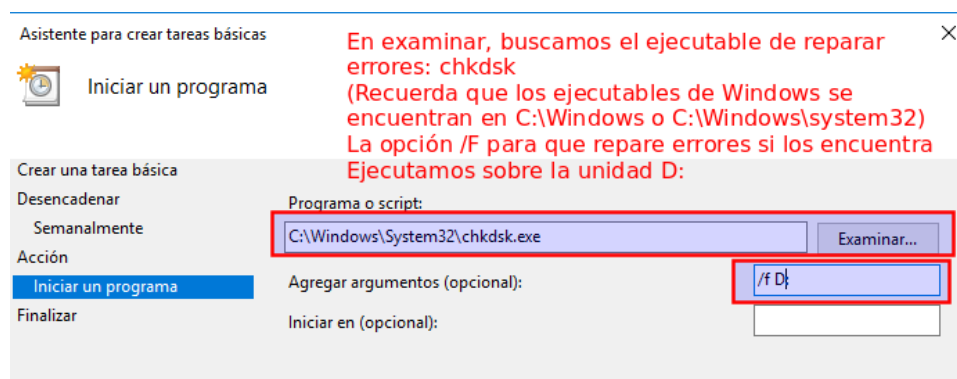 Asistente para crear tareas básicas
Iniciar un programa
En examinar, buscamos el ejecutable de reparar
errores: chkdsk
(Recuerda que los ejecutables de Windows se
encuentran en C:\Windows o C:\Windows\system32)
La opción /F para que repare errores si los encuentra
Ejecutamos sobre la unidad D:
Crear una tarea básica
Desencadenar
Semanalmente
Acción
Iniciar un programa
Finalizar
Programa o script:
C:\Windows\System32\chkdsk.exe
Examinar...
Agregar argumentos (opcional):
/f D:
Iniciar en (opcional):